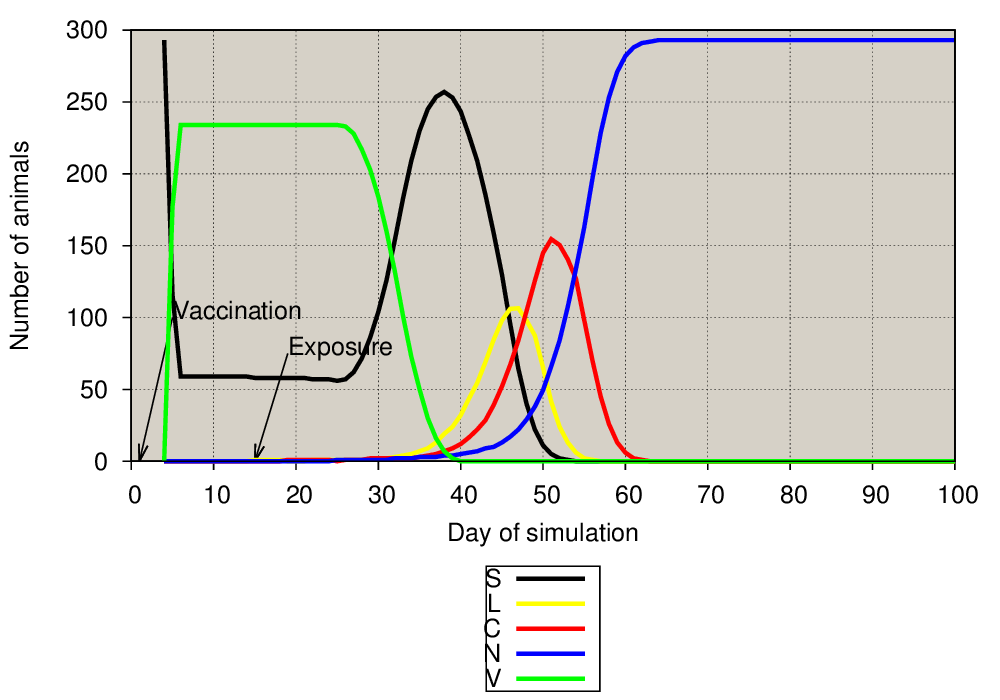 300
250
200
150
100
50
0
Number of animals
Vaccination
Exposure
0 10 20 30 40 50 60 70 80 90 100
Day of simulation
S
L
C
N
V